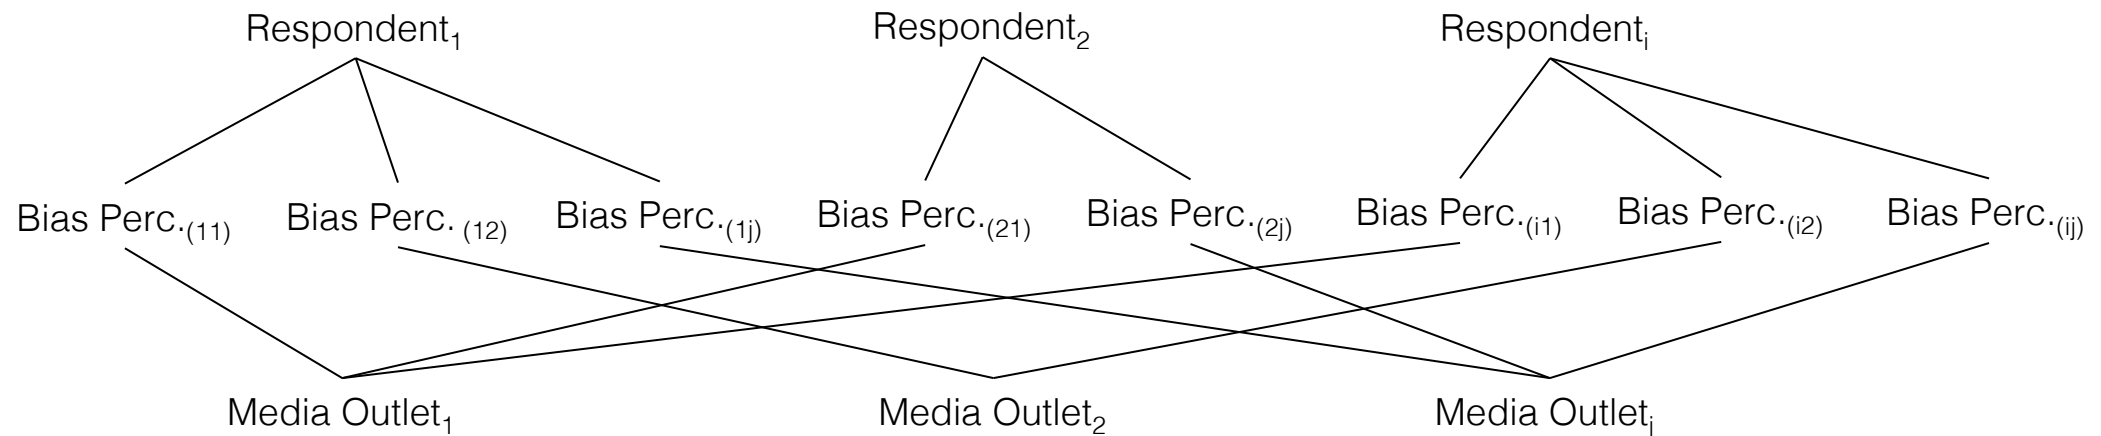 Respondent₁ Respondent₂ Respondentᵢ
Bias Perc.₍₁₁₎ Bias Perc. ₍₁₂₎ Bias Perc.₍₁ⱼ₎ Bias Perc.₍₂₁₎ Bias Perc.₍₂ⱼ₎ Bias Perc.₍ᵢ₁₎ Bias Perc.₍ᵢ₂₎ Bias Perc.₍ᵢⱼ₎
Media Outlet₁ Media Outlet₂ Media Outletⱼ